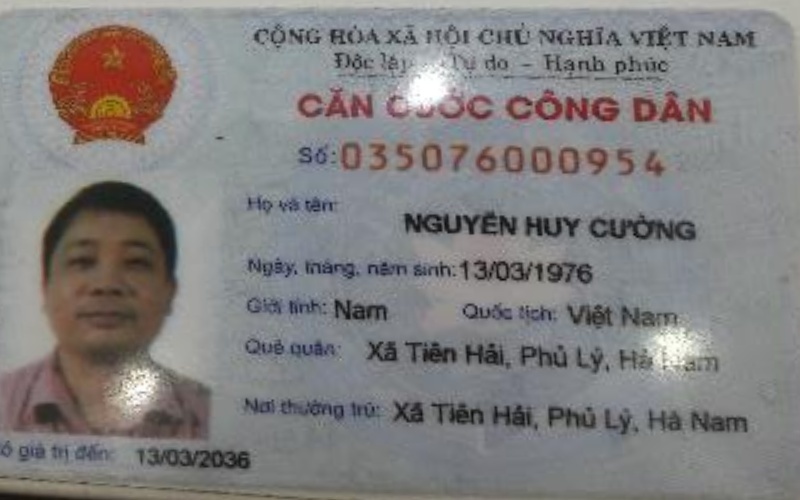 CỘNG HÒA XÃ HỘI CHỦ NGHĨA VIỆT NAM
Độc lập - Tự do - Hạnh phúc
CĂN CƯỚC CÔNG DÂN
Số: 035076000954
Họ và tên:
NGUYỄN HUY CƯỜNG
Ngày, tháng, năm sinh: 13/03/1976
Giới tính: Nam Quốc tịch: Việt Nam
Quê quán: Xã Tiên Hải, Phủ Lý, Hà Nam
Nơi thường trú: Xã Tiên Hải, Phủ Lý, Hà Nam
ó giá trị đến: 13/03/2036